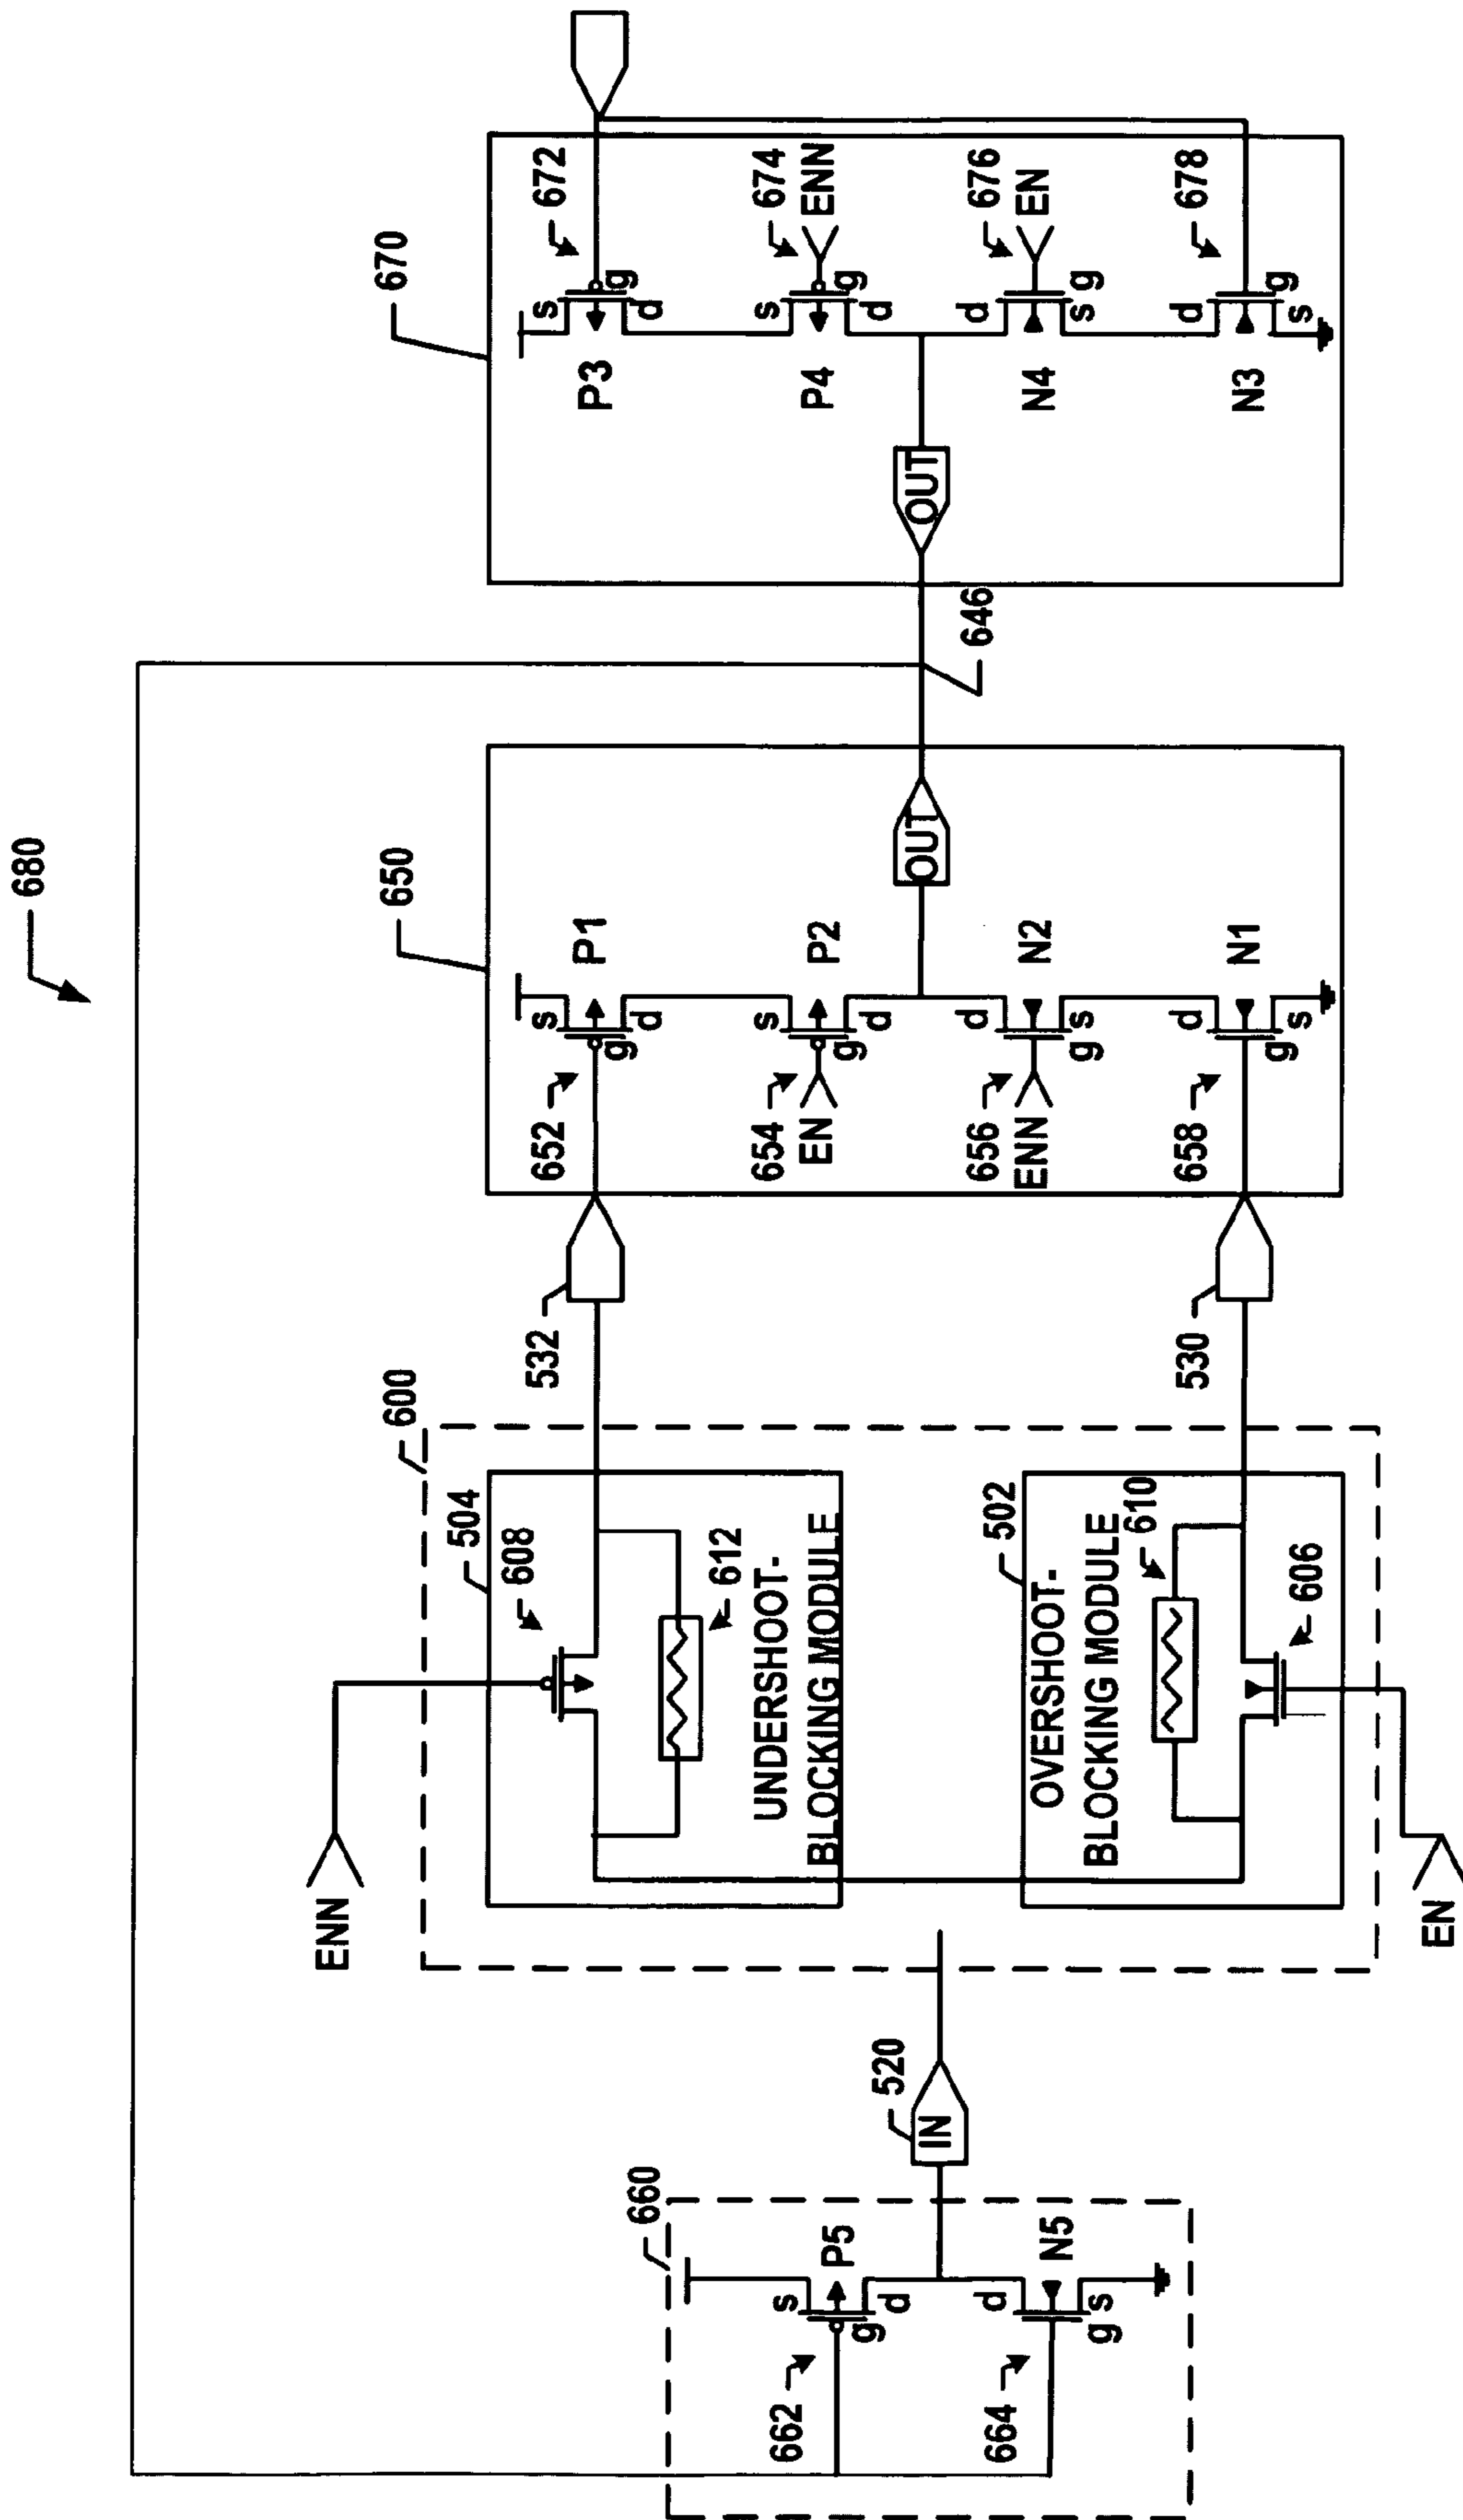 680
660
662
664
s
g
d
P5
d
g
s
N5
IN
520
ENN
600
504
608
612
UNDERSHOOT-
BLOCKING MODULE
502
OVERSHOOT-
BLOCKING MODULE
610
606
EN
532
530
650
652
s
g
d
P1
654
EN
s
g
d
P2
656
ENN
d
g
s
N2
658
d
g
s
N1
OUT
646
670
OUT
P3
s
g
d
672
P4
s
g
d
674
ENN
N4
d
s
g
676
EN
N3
d
g
s
678